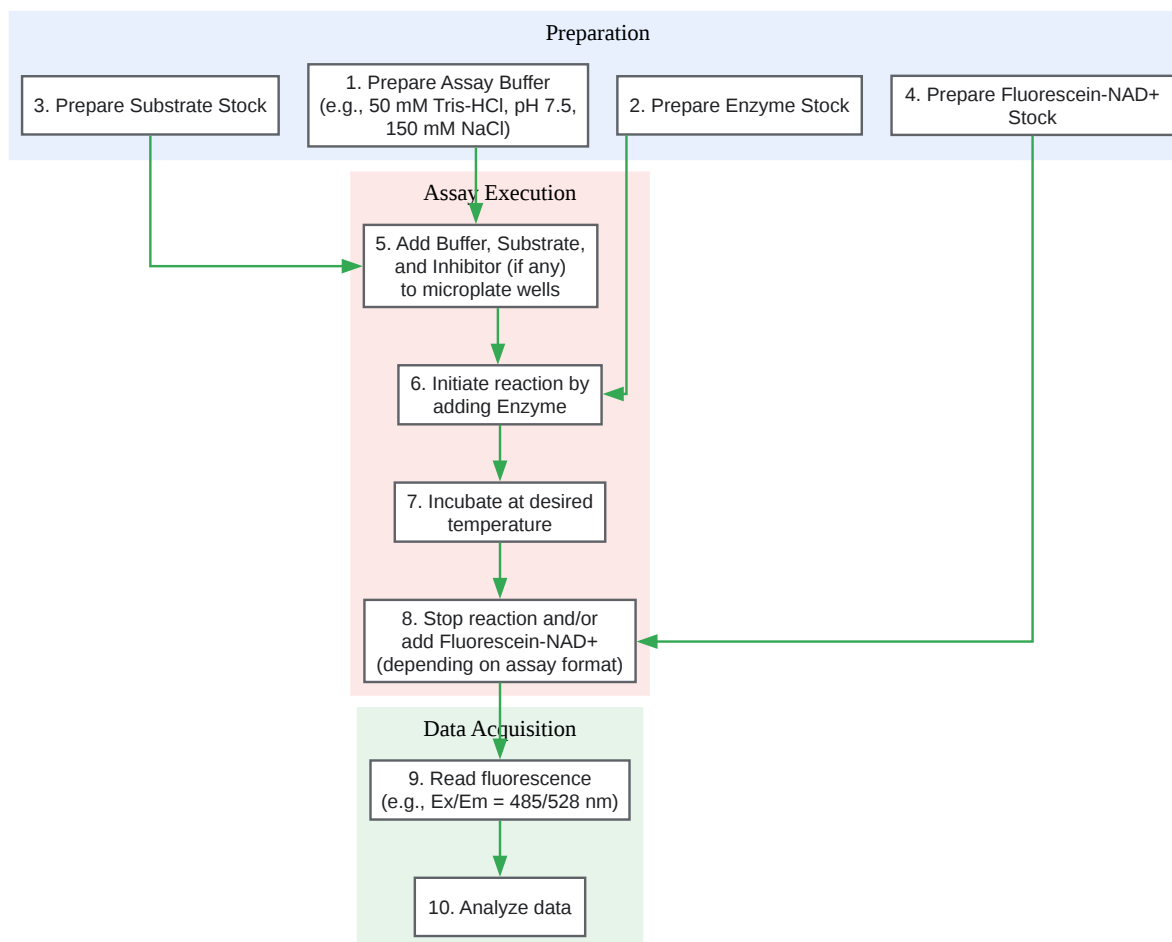 Preparation
3. Prepare Substrate Stock
1. Prepare Assay Buffer
(e.g., 50 mM Tris-HCl, pH 7.5,
150 mM NaCl)
2. Prepare Enzyme Stock
4. Prepare Fluorescein-NAD+
Stock
Assay Execution
5. Add Buffer, Substrate,
and Inhibitor (if any)
to microplate wells
6. Initiate reaction by
adding Enzyme
7. Incubate at desired
temperature
8. Stop reaction and/or
add Fluorescein-NAD+
(depending on assay format)
Data Acquisition
9. Read fluorescence
(e.g., Ex/Em = 485/528 nm)
10. Analyze data